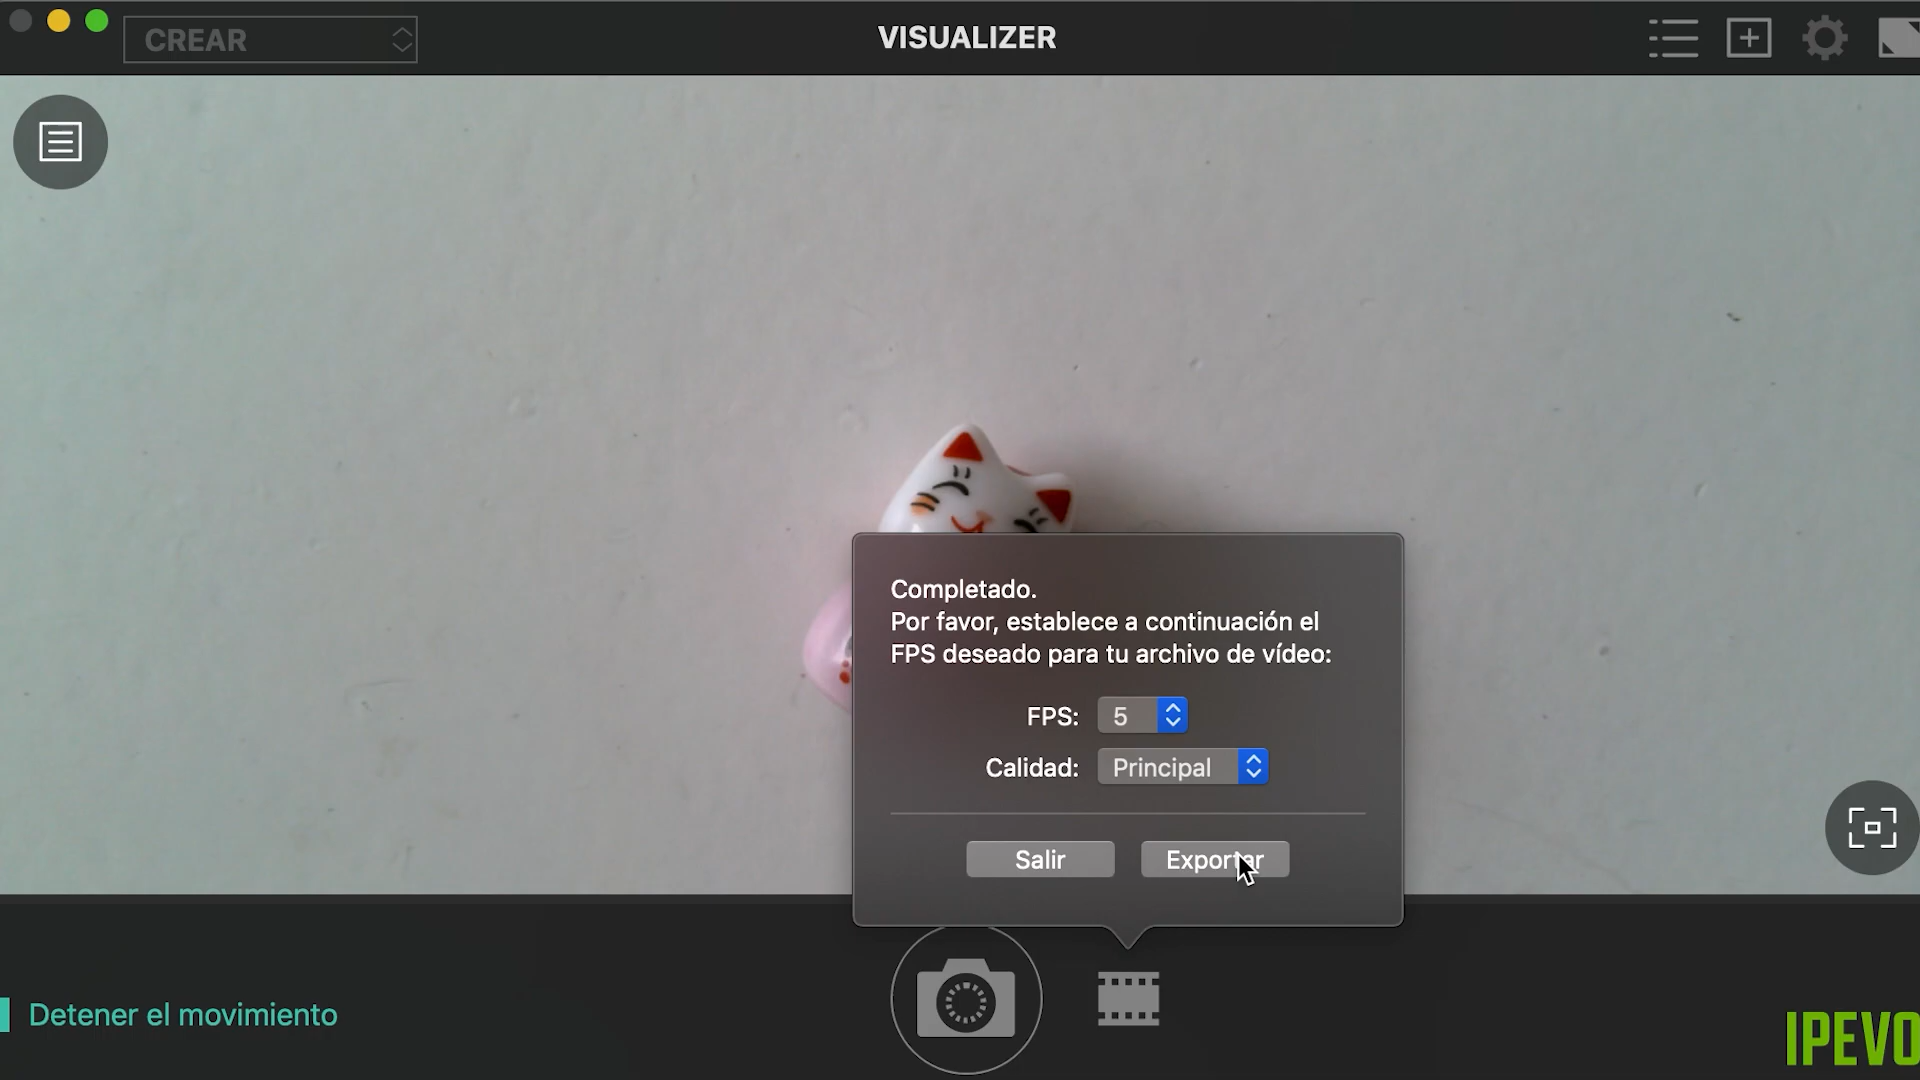 CREAR
VISUALIZER
Completado.
Por favor, establece a continuación el
FPS deseado para tu archivo de vídeo:
FPS: 5
Calidad: Principal
Salir
Exportar
Detener el movimiento
IPEVO